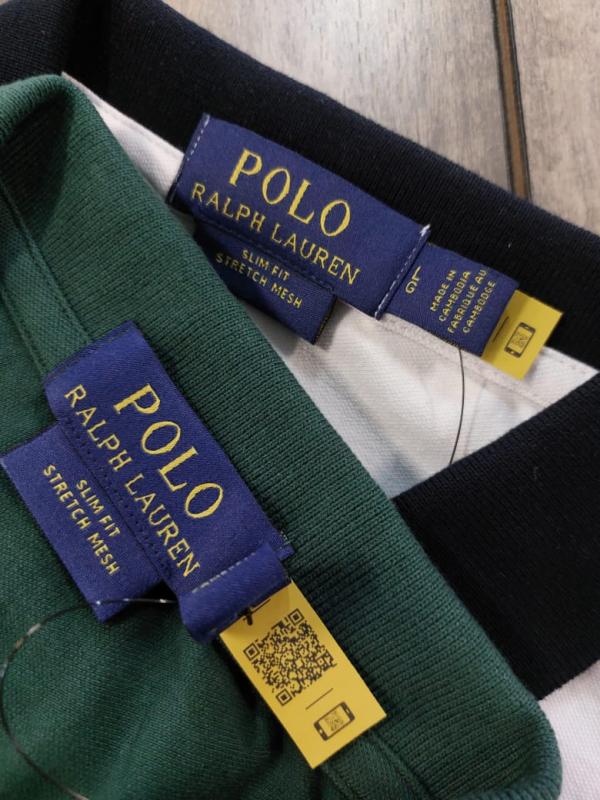 POLO
RALPH LAUREN
SLIM FIT
STRETCH MESH
L/G
MADE IN
CAMBODIA
FABRIQUE AU
CAMBODGE
POLO
RALPH LAUREN
SLIM FIT
STRETCH MESH